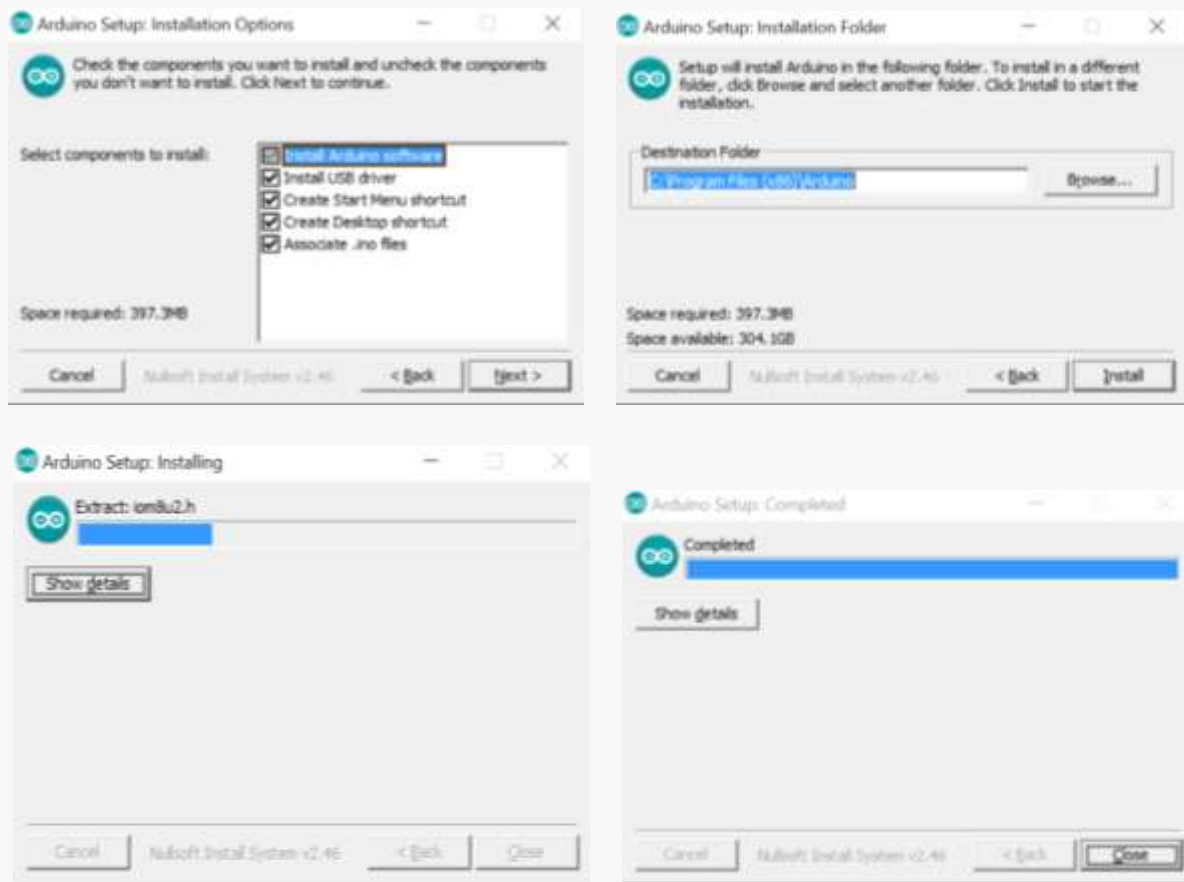 Arduino Setup: Installation Options
Check the components you want to install and uncheck the components
you don't want to install. Click Next to continue.
Select components to install:
Install Arduino software
Install USB driver
Create Start Menu shortcut
Create Desktop shortcut
Associate .ino files
Space required: 397.3MB
Cancel
Nullsoft Install System v2.46
< Back
Next >
Arduino Setup: Installation Folder
Setup will install Arduino in the following folder. To install in a different
folder, click Browse and select another folder. Click Install to start the
installation.
Destination Folder
C:\Program Files (x86)\Arduino
Browse...
Space required: 397.3MB
Space available: 304.1GB
Cancel
Nullsoft Install System v2.46
< Back
Install
Arduino Setup: Installing
Extract: iom8u2.h
Show details
Cancel
Nullsoft Install System v2.46
< Back
Close
Arduino Setup: Completed
Completed
Show details
Cancel
Nullsoft Install System v2.46
< Back
Close